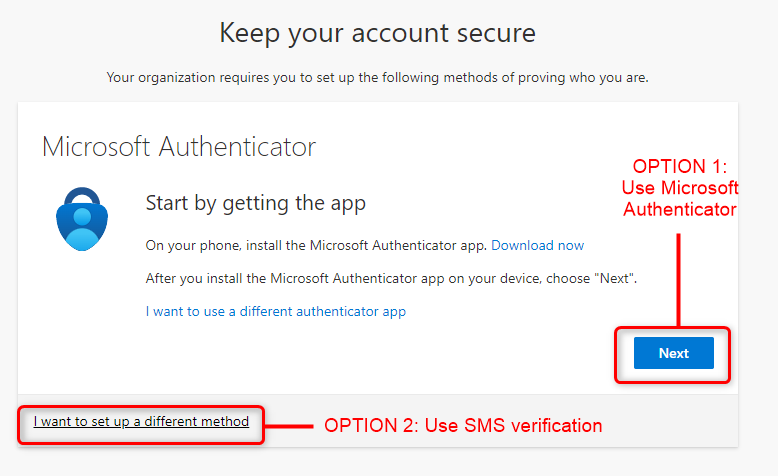 Keep your account secure
Your organization requires you to set up the following methods of proving who you are.
Microsoft Authenticator
OPTION 1:
Use Microsoft
Authenticator
Start by getting the app
On your phone, install the Microsoft Authenticator app. Download now
After you install the Microsoft Authenticator app on your device, choose "Next".
I want to use a different authenticator app
Next
I want to set up a different method
OPTION 2: Use SMS verification